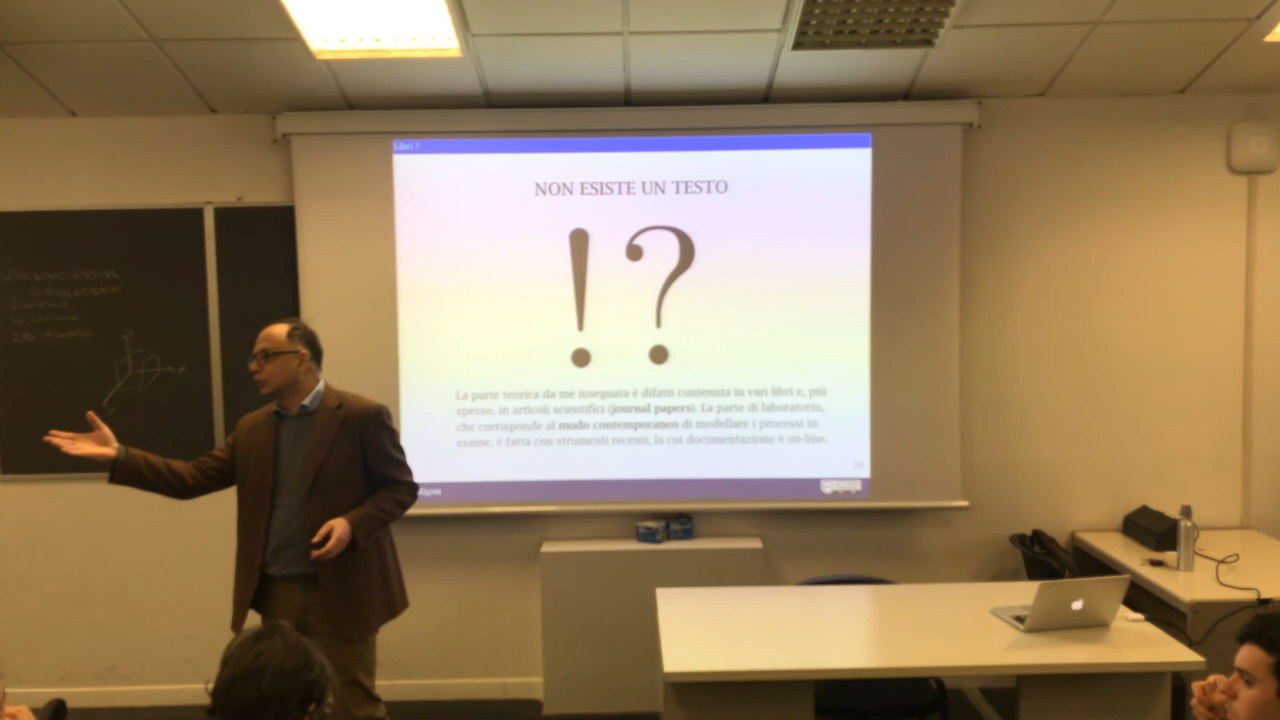 Libri ?
NON ESISTE UN TESTO
!?
La parte teorica da me insegnata è difatti contenuta in vari libri e, più
spesso, in articoli scientifici (journal papers). La parte di laboratorio,
che corrisponde al modo contemporaneo di modellare i processi in
esame, è fatta con strumenti recenti, la cui documentazione è on-line.